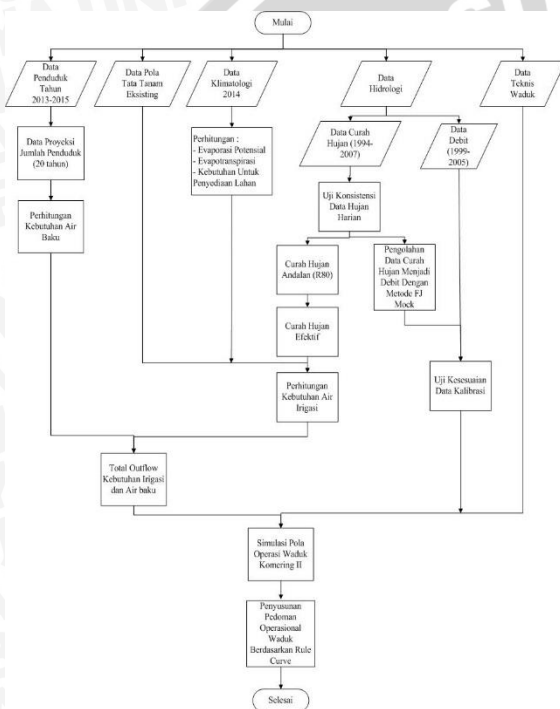 Mulai
Data
Penduduk
Tahun
2013-2015
Data Pola
Tata Tanam
Eksisting
Data
Klimatologi
2014
Data
Hidrologi
Data
Teknis
Waduk
Data Proyeksi
Jumlah Penduduk
(20 tahun)
Perhitungan :
- Evaporasi Potensial
- Evapotranspirasi
- Kebutuhan Untuk
Penyediaan Lahan
Data Curah
Hujan (1994-
2007)
Data
Debit
(1999-
2005)
Perhitungan
Kebutuhan Air
Baku
Uji Konsistensi
Data Hujan
Harian
Curah Hujan
Andalan (R80)
Pengolahan
Data Curah
Hujan Menjadi
Debit Dengan
Metode FJ
Mock
Curah Hujan
Efektif
Perhitungan
Kebutuhan Air
Irigasi
Uji Kesesuaian
Data Kalibrasi
Total Outflow
Kebutuhan Irigasi
dan Air baku
Simulasi Pola
Operasi Waduk
Komering II
Penyusunan
Pedoman
Operasional
Waduk
Berdasarkan Rule
Curve
Selesai